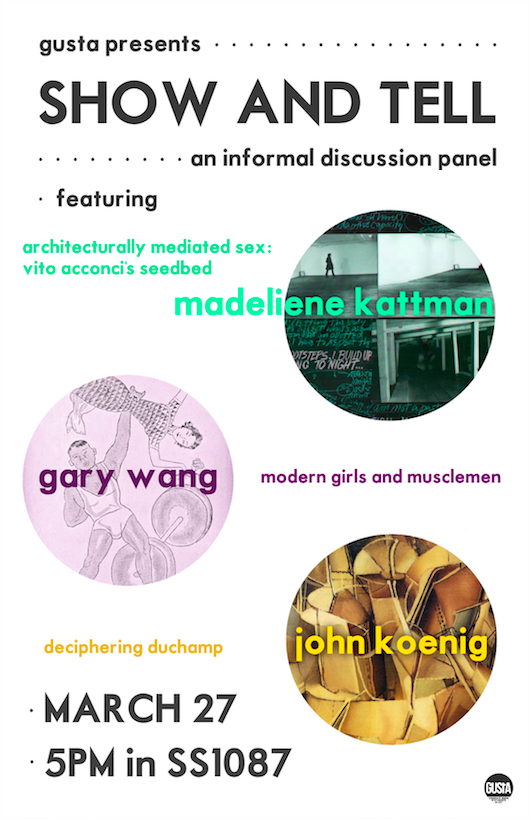 gusta presents
SHOW AND TELL
an informal discussion panel
featuring
architecturally mediated sex:
vito acconci's seedbed
madeliene kattman
gary wang
modern girls and musclemen
john koenig
deciphering duchamp
MARCH 27
5PM in SS1087
GUStA